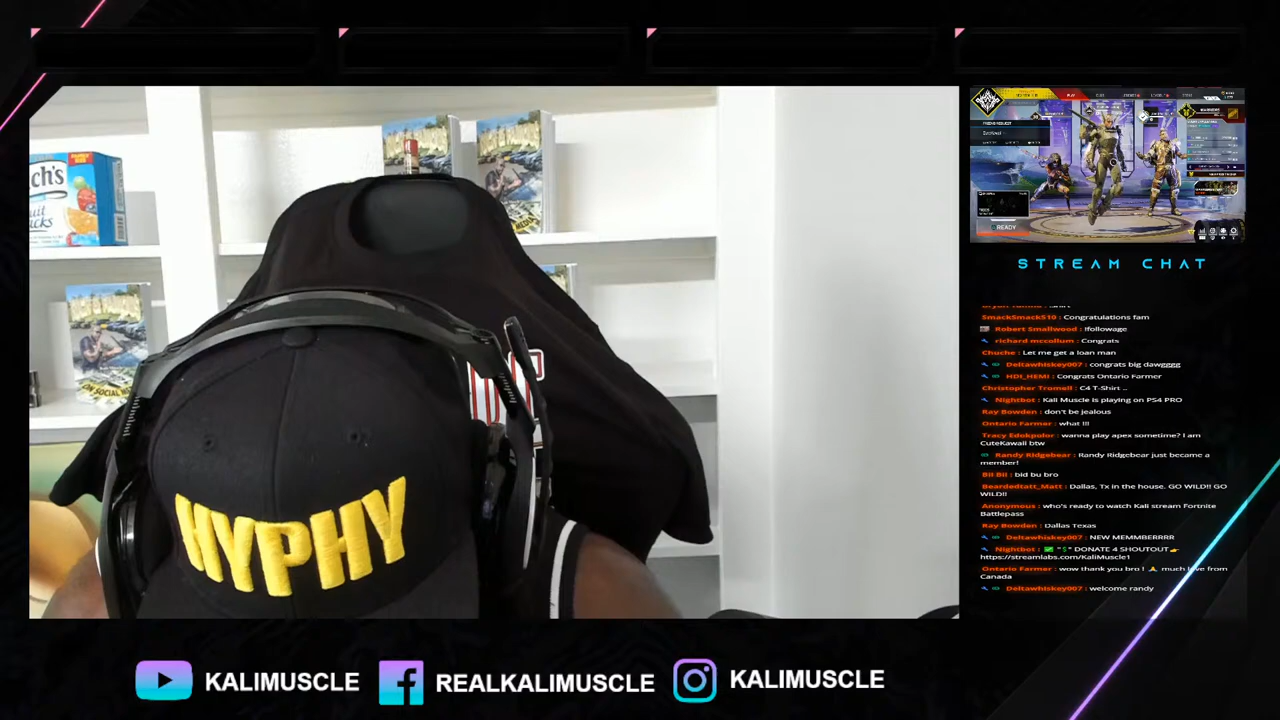 ch's
HYPHY
READY
STREAM CHAT
SmackSmack510 : Congratulations fam
Robert Smallwood : !followage
richard mccollum : Congrats
Chuche : Let me get a loan man
Deltawhiskey007 : congrats big dawgggg
HDI_HEMI : Congrats Ontario Farmer
Christopher Tromell : C4 T-Shirt ..
Nightbot : Kali Muscle is playing on PS4 PRO
Ray Bowden : don't be jealous
Ontario Farmer : what !!!
Tracy Edokpolor : wanna play apex sometime? I am
CuteKawaii btw
Randy Ridgebear : Randy Ridgebear just became a
member!
Bil Bil : bid bu bro
Beardedtatt_Matt : Dallas, Tx in the house. GO WILD!! GO
WILD!!
Anonymous : who's ready to watch Kali stream Fortnite
Battlepass
Ray Bowden : Dallas Texas
Deltawhiskey007 : NEW MEMMBERRRR
Nightbot : ✅ "$" DONATE 4 SHOUTOUT 👉
https://streamlabs.com/KaliMuscle1
Ontario Farmer : wow thank you bro ! 🙏 much love from
Canada
Deltawhiskey007 : welcome randy
KALIMUSCLE
REALKALIMUSCLE
KALIMUSCLE